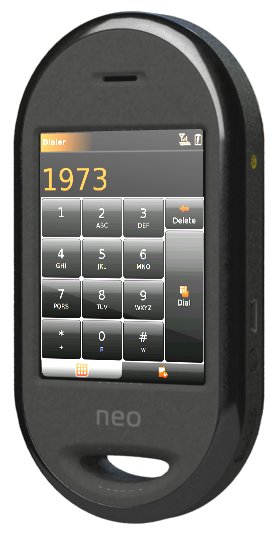 Dialer
1973
1 2 3 Delete
ABC DEF
4 5 6
GHI JKL MNO
7 8 9 Dial
PQRS TUV WXYZ
* 0 #
+ p w
neo